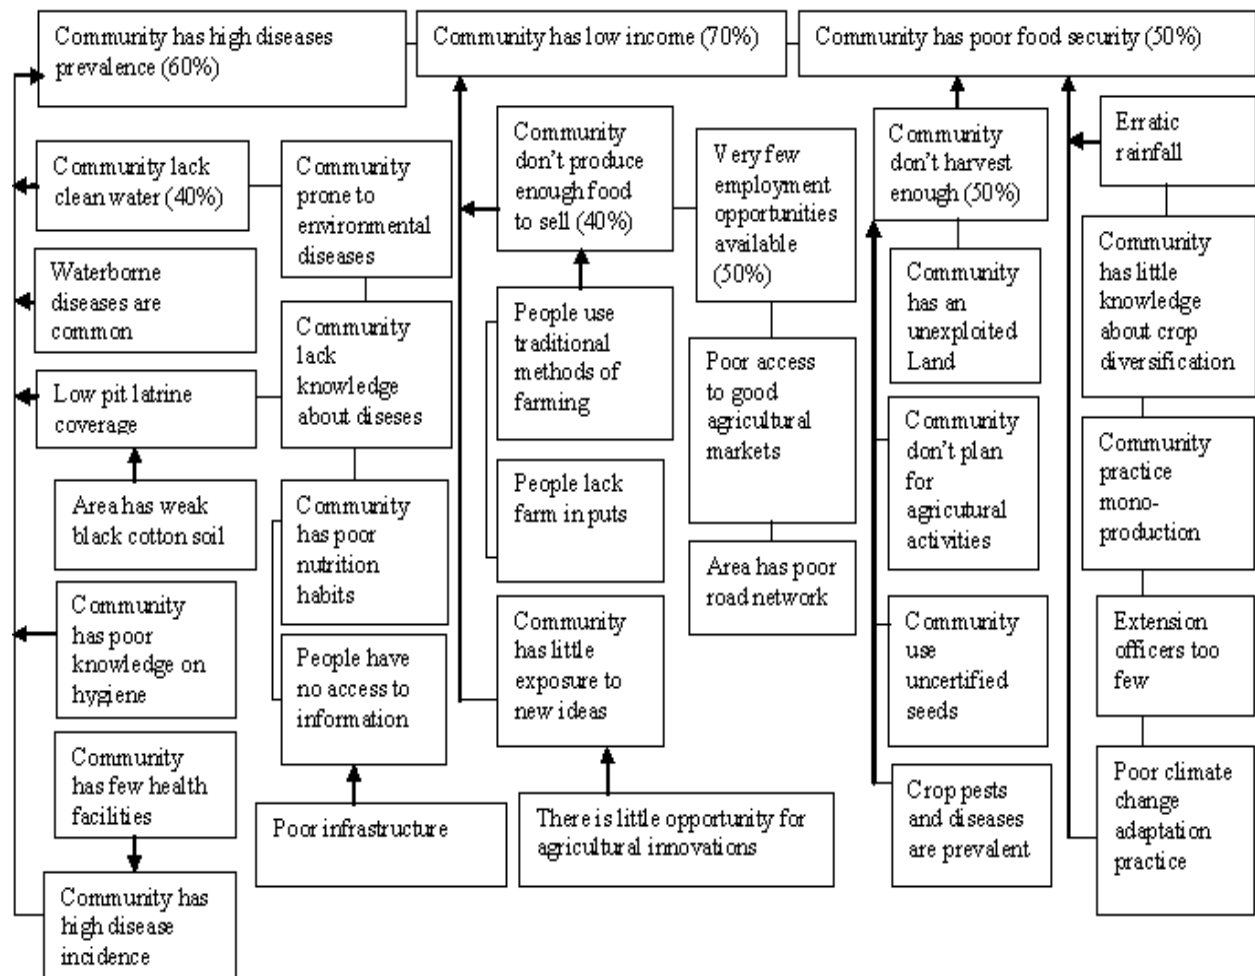 Community has high diseases
prevalence (60%)
Community has low income (70%)
Community has poor food security (50%)
Community lack
clean water (40%)
Community
prone to
environmental
diseases
Community
don't produce
enough food
to sell (40%)
Very few
employment
opportunities
available
(50%)
Community
don't harvest
enough (50%)
Erratic
rainfall
Waterborne
diseases are
common
Community
lack
knowledge
about diseses
People use
traditional
methods of
farming
Poor access
to good
agricultural
markets
Community
has an
unexploited
Land
Community
has little
knowledge
about crop
diversification
Low pit latrine
coverage
Community
don't plan
for
agricutural
activities
Community
practice
mono-
production
Area has weak
black cotton soil
Community
has poor
nutrition
habits
People lack
farm in puts
Area has poor
road network
Community
has poor
knowledge on
hygiene
People have
no access to
information
Community
has little
exposure to
new ideas
Community
use
uncertified
seeds
Extension
officers too
few
Community
has few health
facilities
Poor infrastructure
There is little opportunity for
agricultural innovations
Crop pests
and diseases
are prevalent
Poor climate
change
adaptation
practice
Community has
high disease
incidence